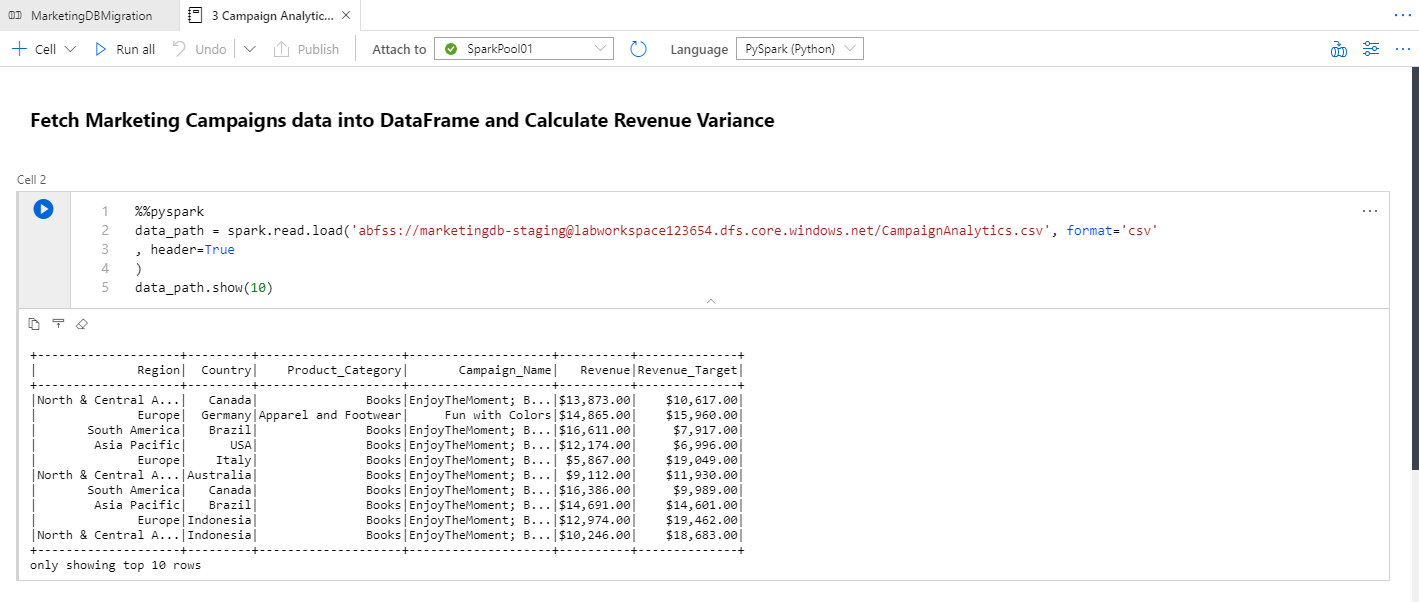 MarketingDBMigration
3 Campaign Analytic...
Cell Run all Undo Publish Attach to SparkPool01 Language PySpark (Python)
Fetch Marketing Campaigns data into DataFrame and Calculate Revenue Variance
Cell 2
1 %%pyspark
2 data_path = spark.read.load('abfss://marketingdb-staging@labworkspace123654.dfs.core.windows.net/CampaignAnalytics.csv', format='csv'
3 , header=True
4 )
5 data_path.show(10)
+--------------------+---------+--------------------+--------------------+----------+--------------+
|              Region|  Country|    Product_Category|       Campaign_Name|   Revenue|Revenue_Target|
+--------------------+---------+--------------------+--------------------+----------+--------------+
|North & Central A...|   Canada|               Books|EnjoyTheMoment; B...|$13,873.00|    $10,617.00|
|              Europe|  Germany|Apparel and Footwear|     Fun with Colors|$14,865.00|    $15,960.00|
|       South America|   Brazil|               Books|EnjoyTheMoment; B...|$16,611.00|     $7,917.00|
|        Asia Pacific|      USA|               Books|EnjoyTheMoment; B...|$12,174.00|     $6,996.00|
|              Europe|    Italy|               Books|EnjoyTheMoment; B...| $5,867.00|    $19,049.00|
|North & Central A...|Australia|               Books|EnjoyTheMoment; B...| $9,112.00|    $11,930.00|
|       South America|   Canada|               Books|EnjoyTheMoment; B...|$16,386.00|     $9,989.00|
|        Asia Pacific|   Brazil|               Books|EnjoyTheMoment; B...|$14,691.00|    $14,601.00|
|              Europe|Indonesia|               Books|EnjoyTheMoment; B...|$12,974.00|    $19,462.00|
|North & Central A...|Indonesia|               Books|EnjoyTheMoment; B...|$10,246.00|    $18,683.00|
+--------------------+---------+--------------------+--------------------+----------+--------------+
only showing top 10 rows